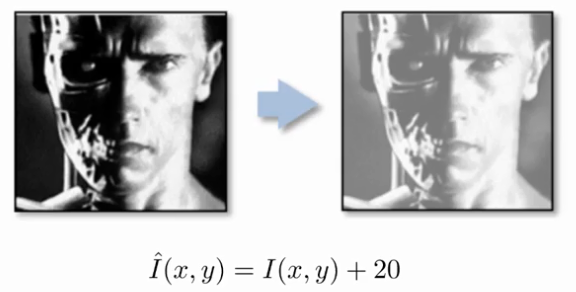 Î(x, y) = I(x, y) + 20